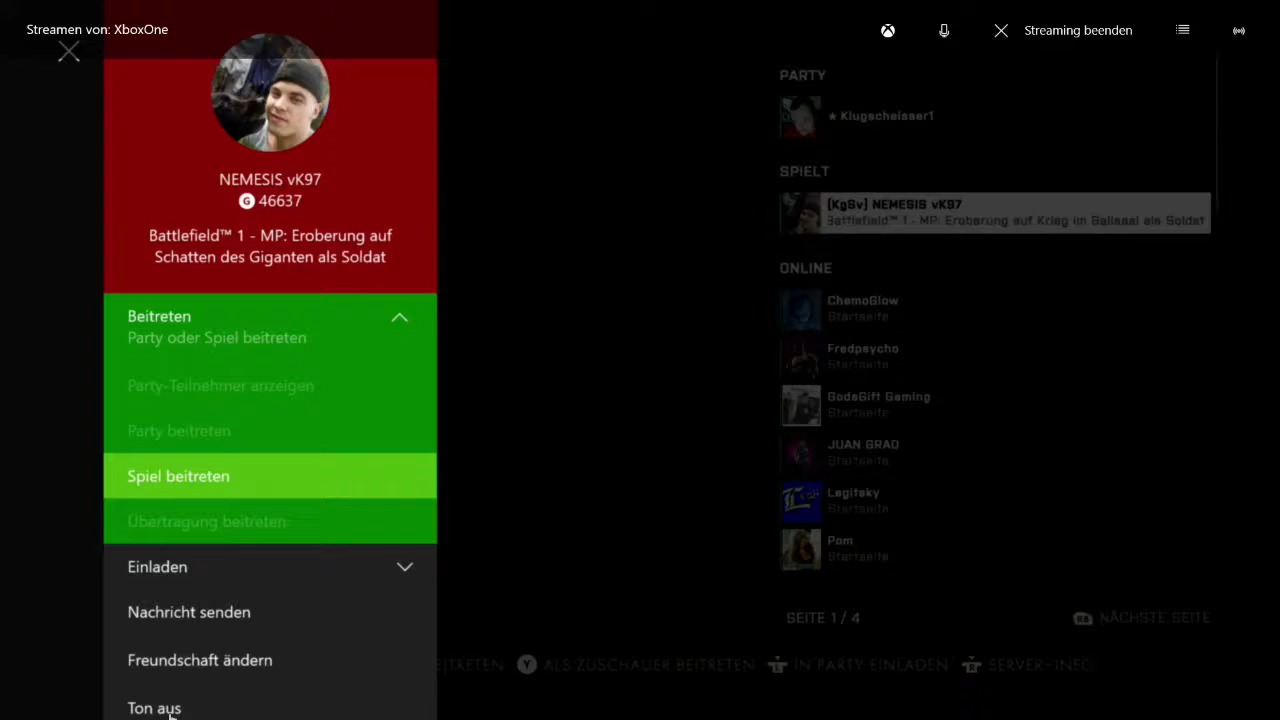 Streamen von: XboxOne
Streaming beenden
NEMESIS vK97
G 46637
Battlefield™ 1 - MP: Eroberung auf
Schatten des Giganten als Soldat
Beitreten
Party oder Spiel beitreten
Party-Teilnehmer anzeigen
Party beitreten
Spiel beitreten
Übertragung beitreten
Einladen
Nachricht senden
Freundschaft ändern
Ton aus
PARTY
★ Klugscheisser1
SPIELT
[KgSv] NEMESIS vK97
Battlefield™ 1 - MP: Eroberung auf Krieg im Ballsaal als Soldat
ONLINE
ChemoGlow
Startseite
Fredpsycho
Startseite
GodsGift Gaming
Startseite
JUAN GRAD
Startseite
Legitsky
Startseite
Pom
Startseite
SEITE 1 / 4
RB NÄCHSTE SEITE
EITRETEN
Y ALS ZUSCHAUER BEITRETEN
L IN PARTY EINLADEN
R SERVER-INFO